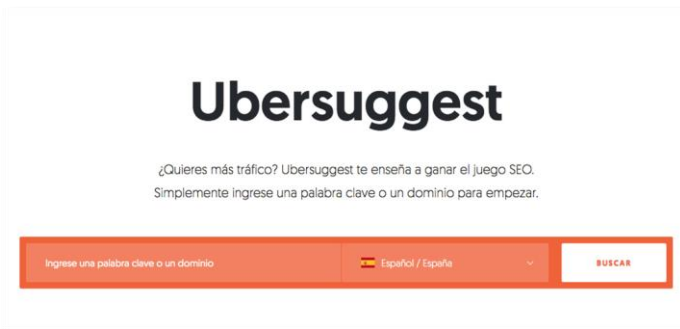 Ubersuggest
¿Quieres más tráfico? Ubersuggest te enseña a ganar el juego SEO.
Simplemente ingrese una palabra clave o un dominio para empezar.
Ingrese una palabra clave o un dominio
Español / España
BUSCAR